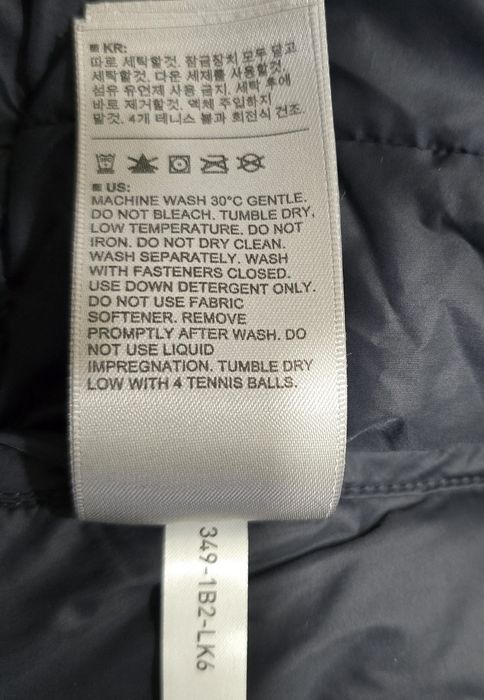 KR:
따로 세탁할것. 잠금장치 모두 닫고
세탁할것. 다운 세제를 사용할것.
섬유 유연제 사용 금지. 세탁 후에
바로 제거할것. 액체 주입하지
말것. 4개 테니스 볼과 회전식 건조.
US:
MACHINE WASH 30°C GENTLE.
DO NOT BLEACH. TUMBLE DRY,
LOW TEMPERATURE. DO NOT
IRON. DO NOT DRY CLEAN.
WASH SEPARATELY. WASH
WITH FASTENERS CLOSED.
USE DOWN DETERGENT ONLY.
DO NOT USE FABRIC
SOFTENER. REMOVE
PROMPTLY AFTER WASH. DO
NOT USE LIQUID
IMPREGNATION. TUMBLE DRY
LOW WITH 4 TENNIS BALLS.
349-1B2-LK6